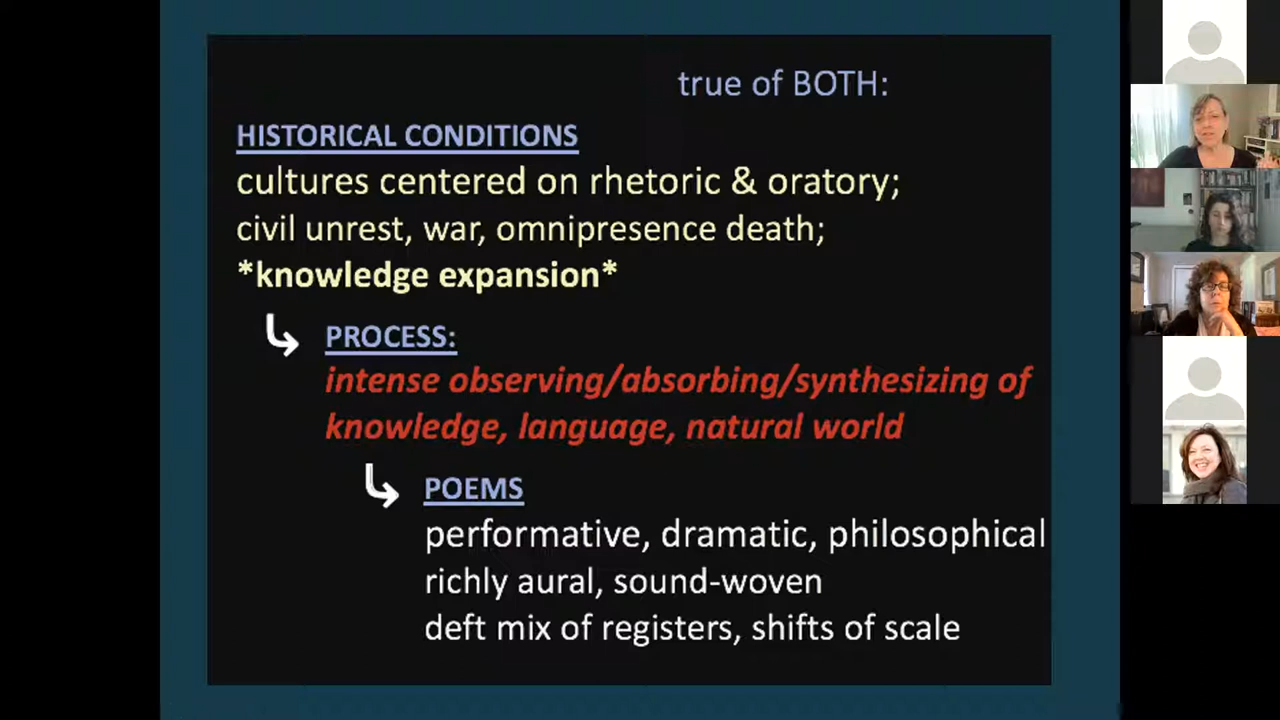 true of BOTH:
HISTORICAL CONDITIONS
cultures centered on rhetoric & oratory;
civil unrest, war, omnipresence death;
*knowledge expansion*
PROCESS:
intense observing/absorbing/synthesizing of
knowledge, language, natural world
POEMS
performative, dramatic, philosophical
richly aural, sound-woven
deft mix of registers, shifts of scale